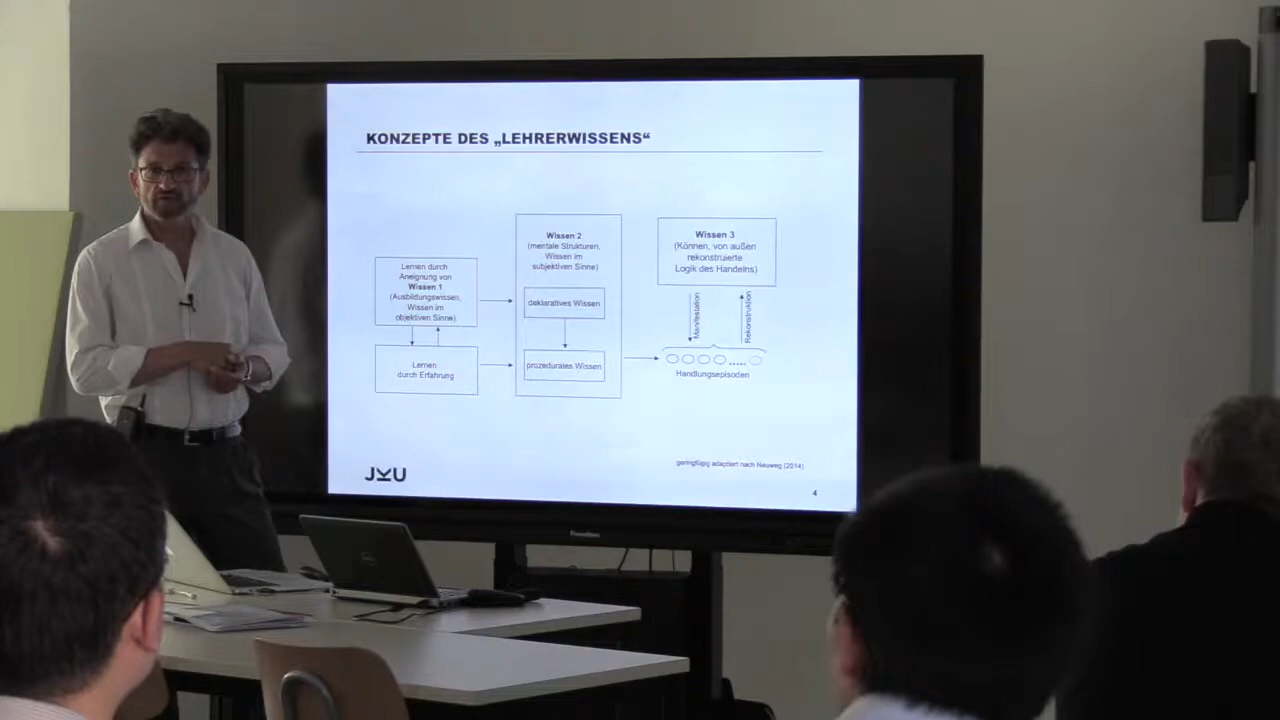 KONZEPTE DES „LEHRERWISSENS“
Lernen durch
Aneignung von
Wissen 1
(Ausbildungswissen,
Wissen im
objektiven Sinne)
Lernen
durch Erfahrung
Wissen 2
(mentale Strukturen,
Wissen im
subjektiven Sinne)
deklaratives Wissen
prozedurales Wissen
Wissen 3
(Können, von außen
rekonstruierte
Logik des Handelns)
Manifestation
Rekonstruktion
.....
Handlungsepisoden
geringfügig adaptiert nach Neuweg (2014)
JKU
4